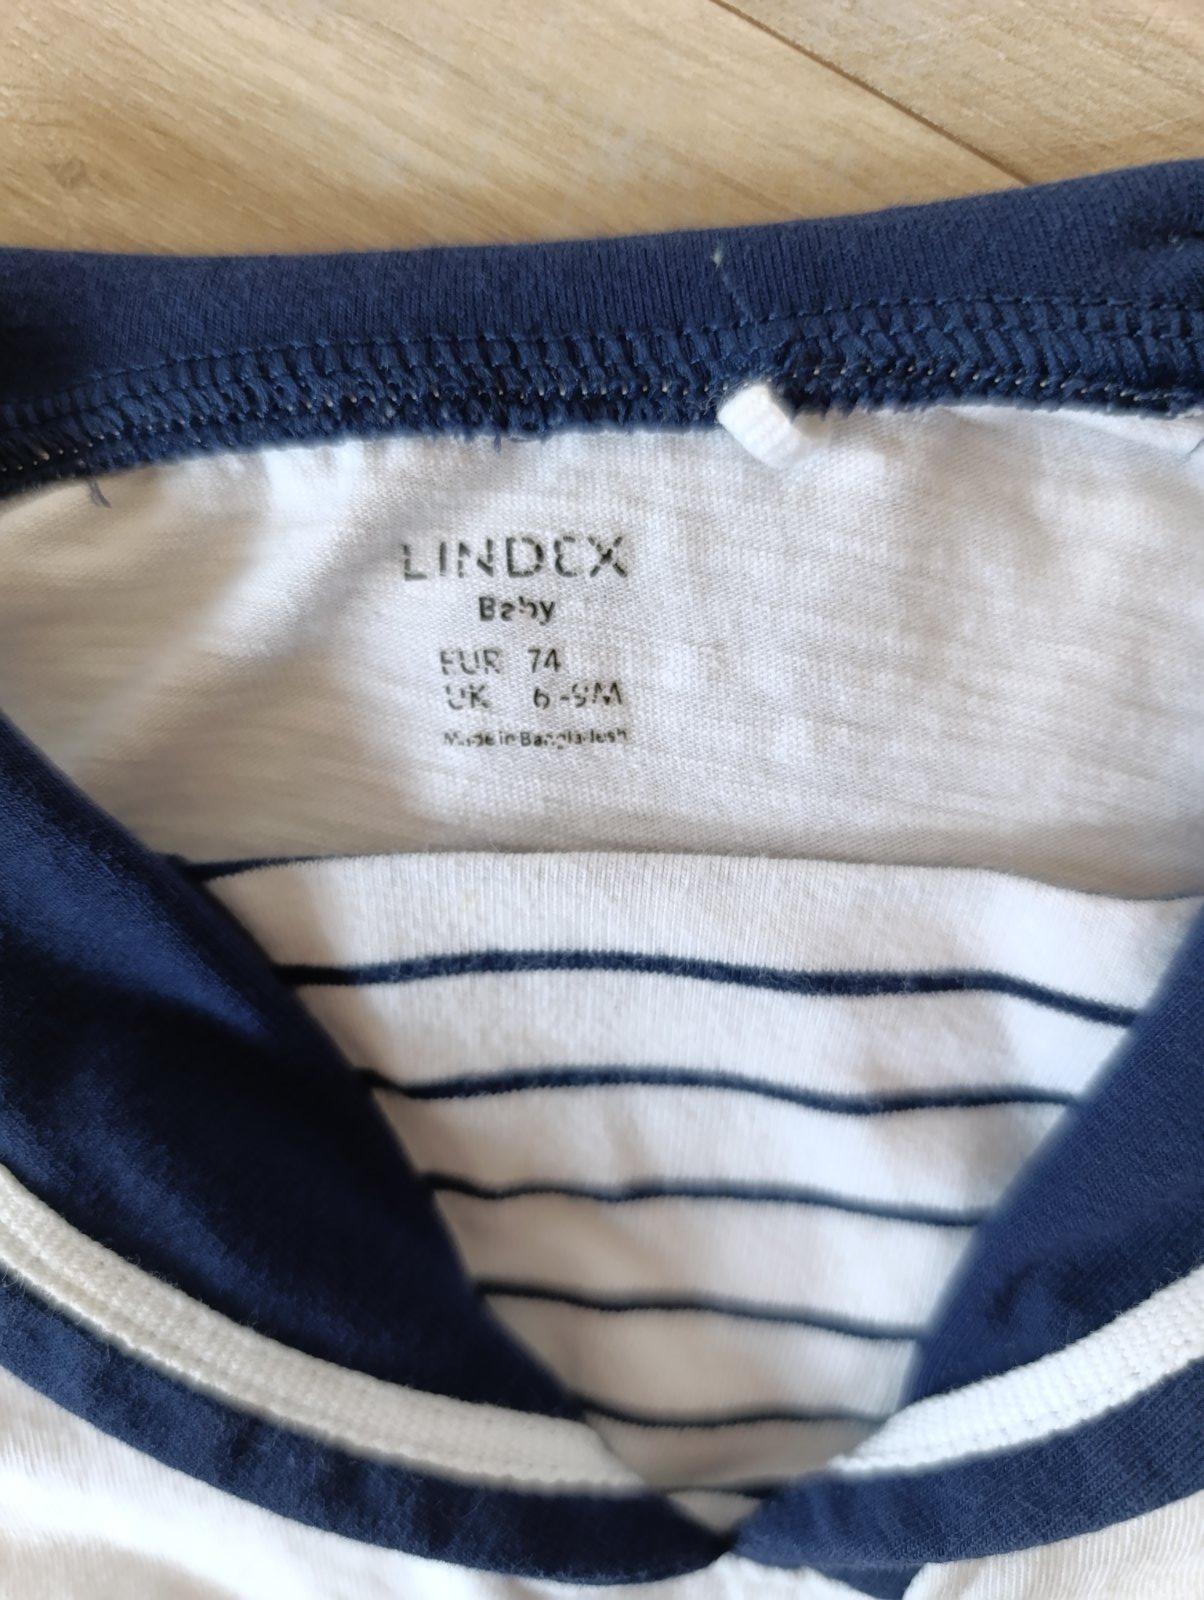 LINDEX
Baby
EUR 74
UK 6-9M
Made in Bangladesh